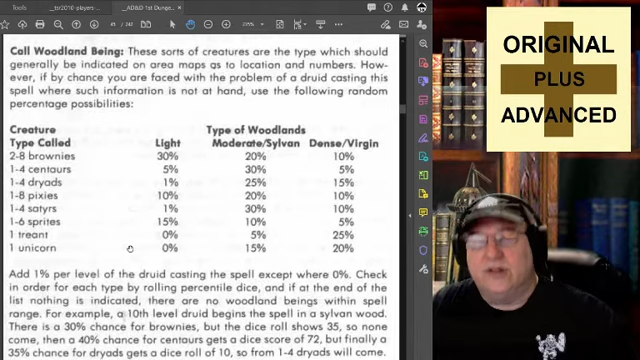 __tsr2010-players-
__AD&D 1st Dunge...
45
/ 242
225%
Call Woodland Being: These sorts of creatures are the type which should
generally be indicated on area maps as to location and numbers. How-
ever, if by chance you are faced with the problem of a druid casting this
spell where such information is not at hand, use the following random
percentage possibilities:
Creature Type of Woodlands
Type Called Light Moderate/Sylvan Dense/Virgin
2-8 brownies 30% 20% 10%
1-4 centaurs 5% 30% 5%
1-4 dryads 1% 25% 15%
1-8 pixies 10% 20% 10%
1-4 satyrs 1% 30% 10%
1-6 sprites 15% 10% 5%
1 treant 0% 5% 25%
1 unicorn 0% 15% 20%
Add 1% per level of the druid casting the spell except where 0%. Check
in order for each type by rolling percentile dice, and if at the end of the
list nothing is indicated, there are no woodland beings within spell
range. For example, a 10th level druid begins the spell in a sylvan wood.
There is a 30% chance for brownies, but the dice roll shows 35, so none
come, then a 40% chance for centaurs gets a dice score of 72, but finally a
35% chance for dryads gets a dice roll of 10, so from 1-4 dryads will come.
ORIGINAL
PLUS
ADVANCED